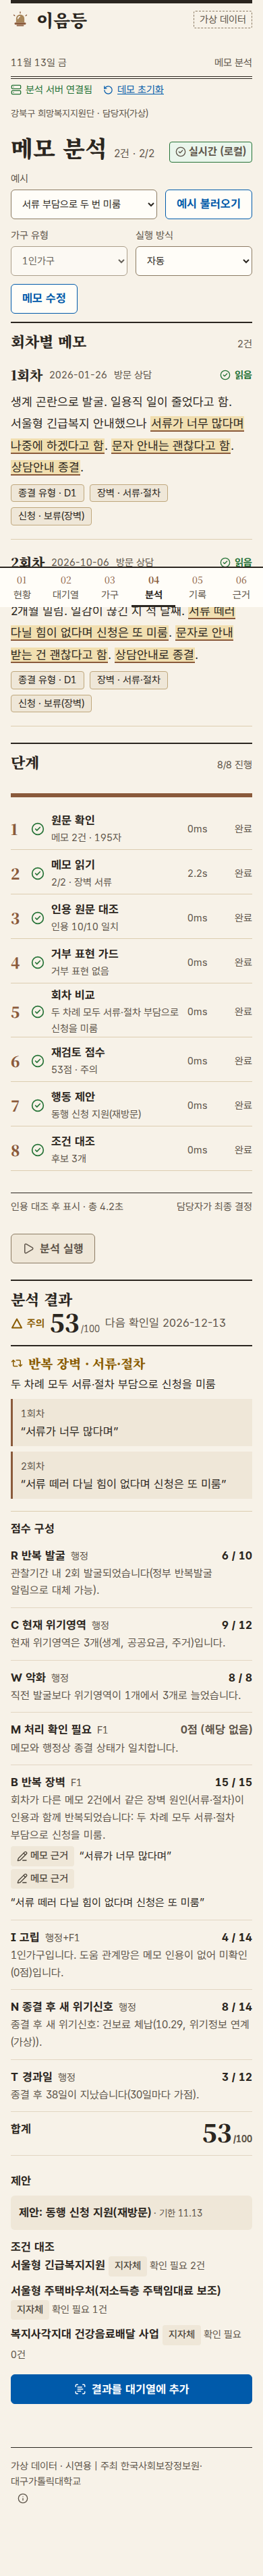 이음등
가상 데이터
11월 13일 금
메모 분석
분석 서버 연결됨 데모 초기화
강북구 희망복지지원단 · 담당자(가상)
메모 분석 2건 · 2/2 실시간 (로컬)
예시
서류 부담으로 두 번 미룸 예시 불러오기
가구 유형 실행 방식
1인가구 자동
메모 수정
회차별 메모 2건
1회차 2026-01-26 방문 상담 읽음
생계 곤란으로 발굴. 일용직 일이 줄었다고 함.
서울형 긴급복지 안내했으나 서류가 너무 많다며
나중에 하겠다고 함. 문자 안내는 괜찮다고 함.
상담안내 종결.
종결 유형 · D1 장벽 · 서류·절차
신청 · 보류(장벽)
2회차 2026-10-06 방문 상담 읽음
01 02 03 04 05 06
현황 대기열 가구 분석 기록 근거
2개월 밀림. 일감이 끊긴 지 석 달째. 서류 떼러
다닐 힘이 없다며 신청은 또 미룸. 문자로 안내
받는 건 괜찮다고 함. 상담안내로 종결.
종결 유형 · D1 장벽 · 서류·절차
신청 · 보류(장벽)
단계 8/8 진행
1 원문 확인 0ms 완료
메모 2건 · 195자
2 메모 읽기 2.2s 완료
2/2 · 장벽 서류
3 인용 원문 대조 0ms 완료
인용 10/10 일치
4 거부 표현 가드 0ms 완료
거부 표현 없음
5 회차 비교 0ms 완료
두 차례 모두 서류·절차 부담으로
신청을 미룸
6 재검토 점수 0ms 완료
53점 · 주의
7 행동 제안 0ms 완료
동행 신청 지원(재방문)
8 조건 대조 0ms 완료
후보 3개
인용 대조 후 표시 · 총 4.2초 담당자가 최종 결정
분석 실행
분석 결과
주의 53/100 다음 확인일 2026-12-13
반복 장벽 · 서류·절차
두 차례 모두 서류·절차 부담으로 신청을 미룸
1회차
“서류가 너무 많다며”
2회차
“서류 떼러 다닐 힘이 없다며 신청은 또 미룸”
점수 구성
R 반복 발굴 행정 6 / 10
관찰기간 내 2회 발굴되었습니다(정부 반복발굴
알림으로 대체 가능).
C 현재 위기영역 행정 9 / 12
현재 위기영역은 3개(생계, 공공요금, 주거)입니다.
W 악화 행정 8 / 8
직전 발굴보다 위기영역이 1개에서 3개로 늘었습니다.
M 처리 확인 필요 F1 0점 (해당 없음)
메모와 행정상 종결 상태가 일치합니다.
B 반복 장벽 F1 15 / 15
회차가 다른 메모 2건에서 같은 장벽 원인(서류·절차)이
인용과 함께 반복되었습니다: 두 차례 모두 서류·절차
부담으로 신청을 미룸.
메모 근거 “서류가 너무 많다며”
메모 근거
“서류 떼러 다닐 힘이 없다며 신청은 또 미룸”
I 고립 행정+F1 4 / 14
1인가구입니다. 도움 관계망은 메모 인용이 없어 미확인
(0점)입니다.
N 종결 후 새 위기신호 행정 8 / 14
종결 후 새 위기신호: 건보료 체납(10.29, 위기정보 연계
(가상)).
T 경과일 행정 3 / 12
종결 후 38일이 지났습니다(30일마다 가점).
합계 53/100
제안
제안: 동행 신청 지원(재방문) · 기한 11.13
조건 대조
서울형 긴급복지지원 지자체 확인 필요 2건
서울형 주택바우처(저소득층 주택임대료 보조)
지자체 확인 필요 1건
복지사각지대 건강음료배달 사업 지자체 확인 필요
0건
결과를 대기열에 추가
가상 데이터 · 시연용 | 주최 한국사회보장정보원·
대구가톨릭대학교